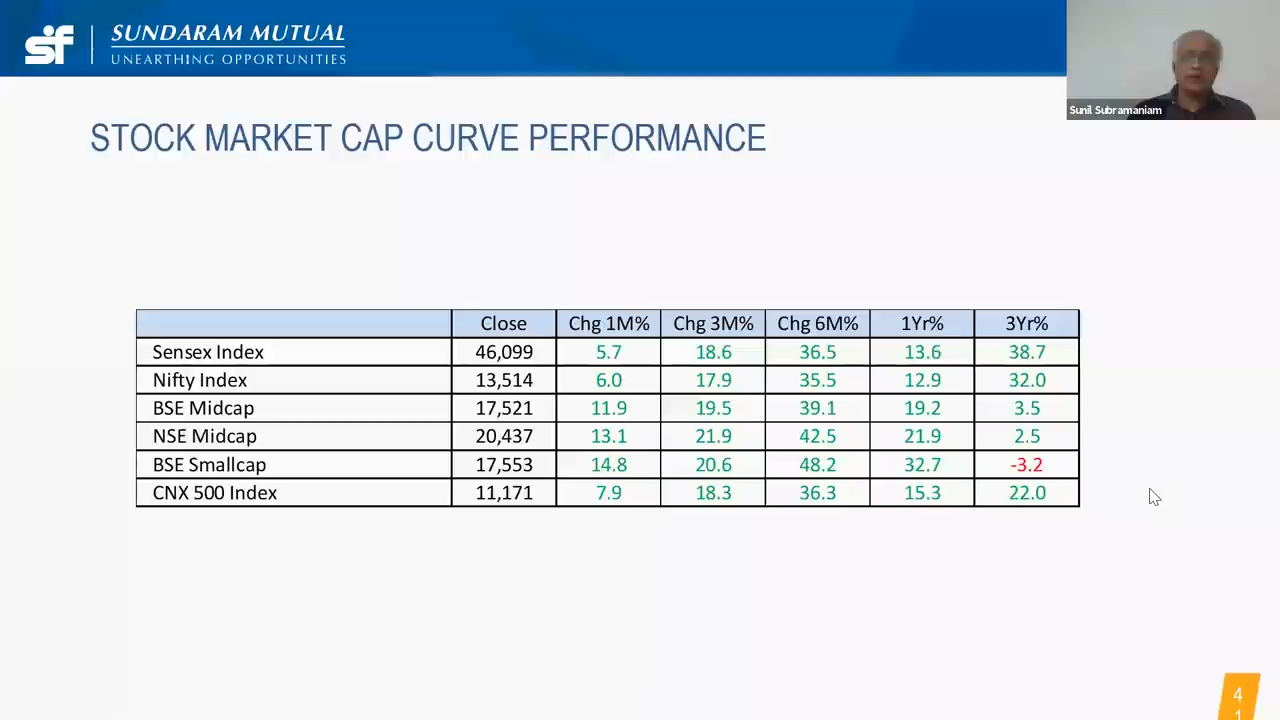 sf
SUNDARAM MUTUAL
UNEARTHING OPPORTUNITIES
Sunil Subramaniam
STOCK MARKET CAP CURVE PERFORMANCE
Close Chg 1M% Chg 3M% Chg 6M% 1Yr% 3Yr%
Sensex Index 46,099 5.7 18.6 36.5 13.6 38.7
Nifty Index 13,514 6.0 17.9 35.5 12.9 32.0
BSE Midcap 17,521 11.9 19.5 39.1 19.2 3.5
NSE Midcap 20,437 13.1 21.9 42.5 21.9 2.5
BSE Smallcap 17,553 14.8 20.6 48.2 32.7 -3.2
CNX 500 Index 11,171 7.9 18.3 36.3 15.3 22.0
4
1